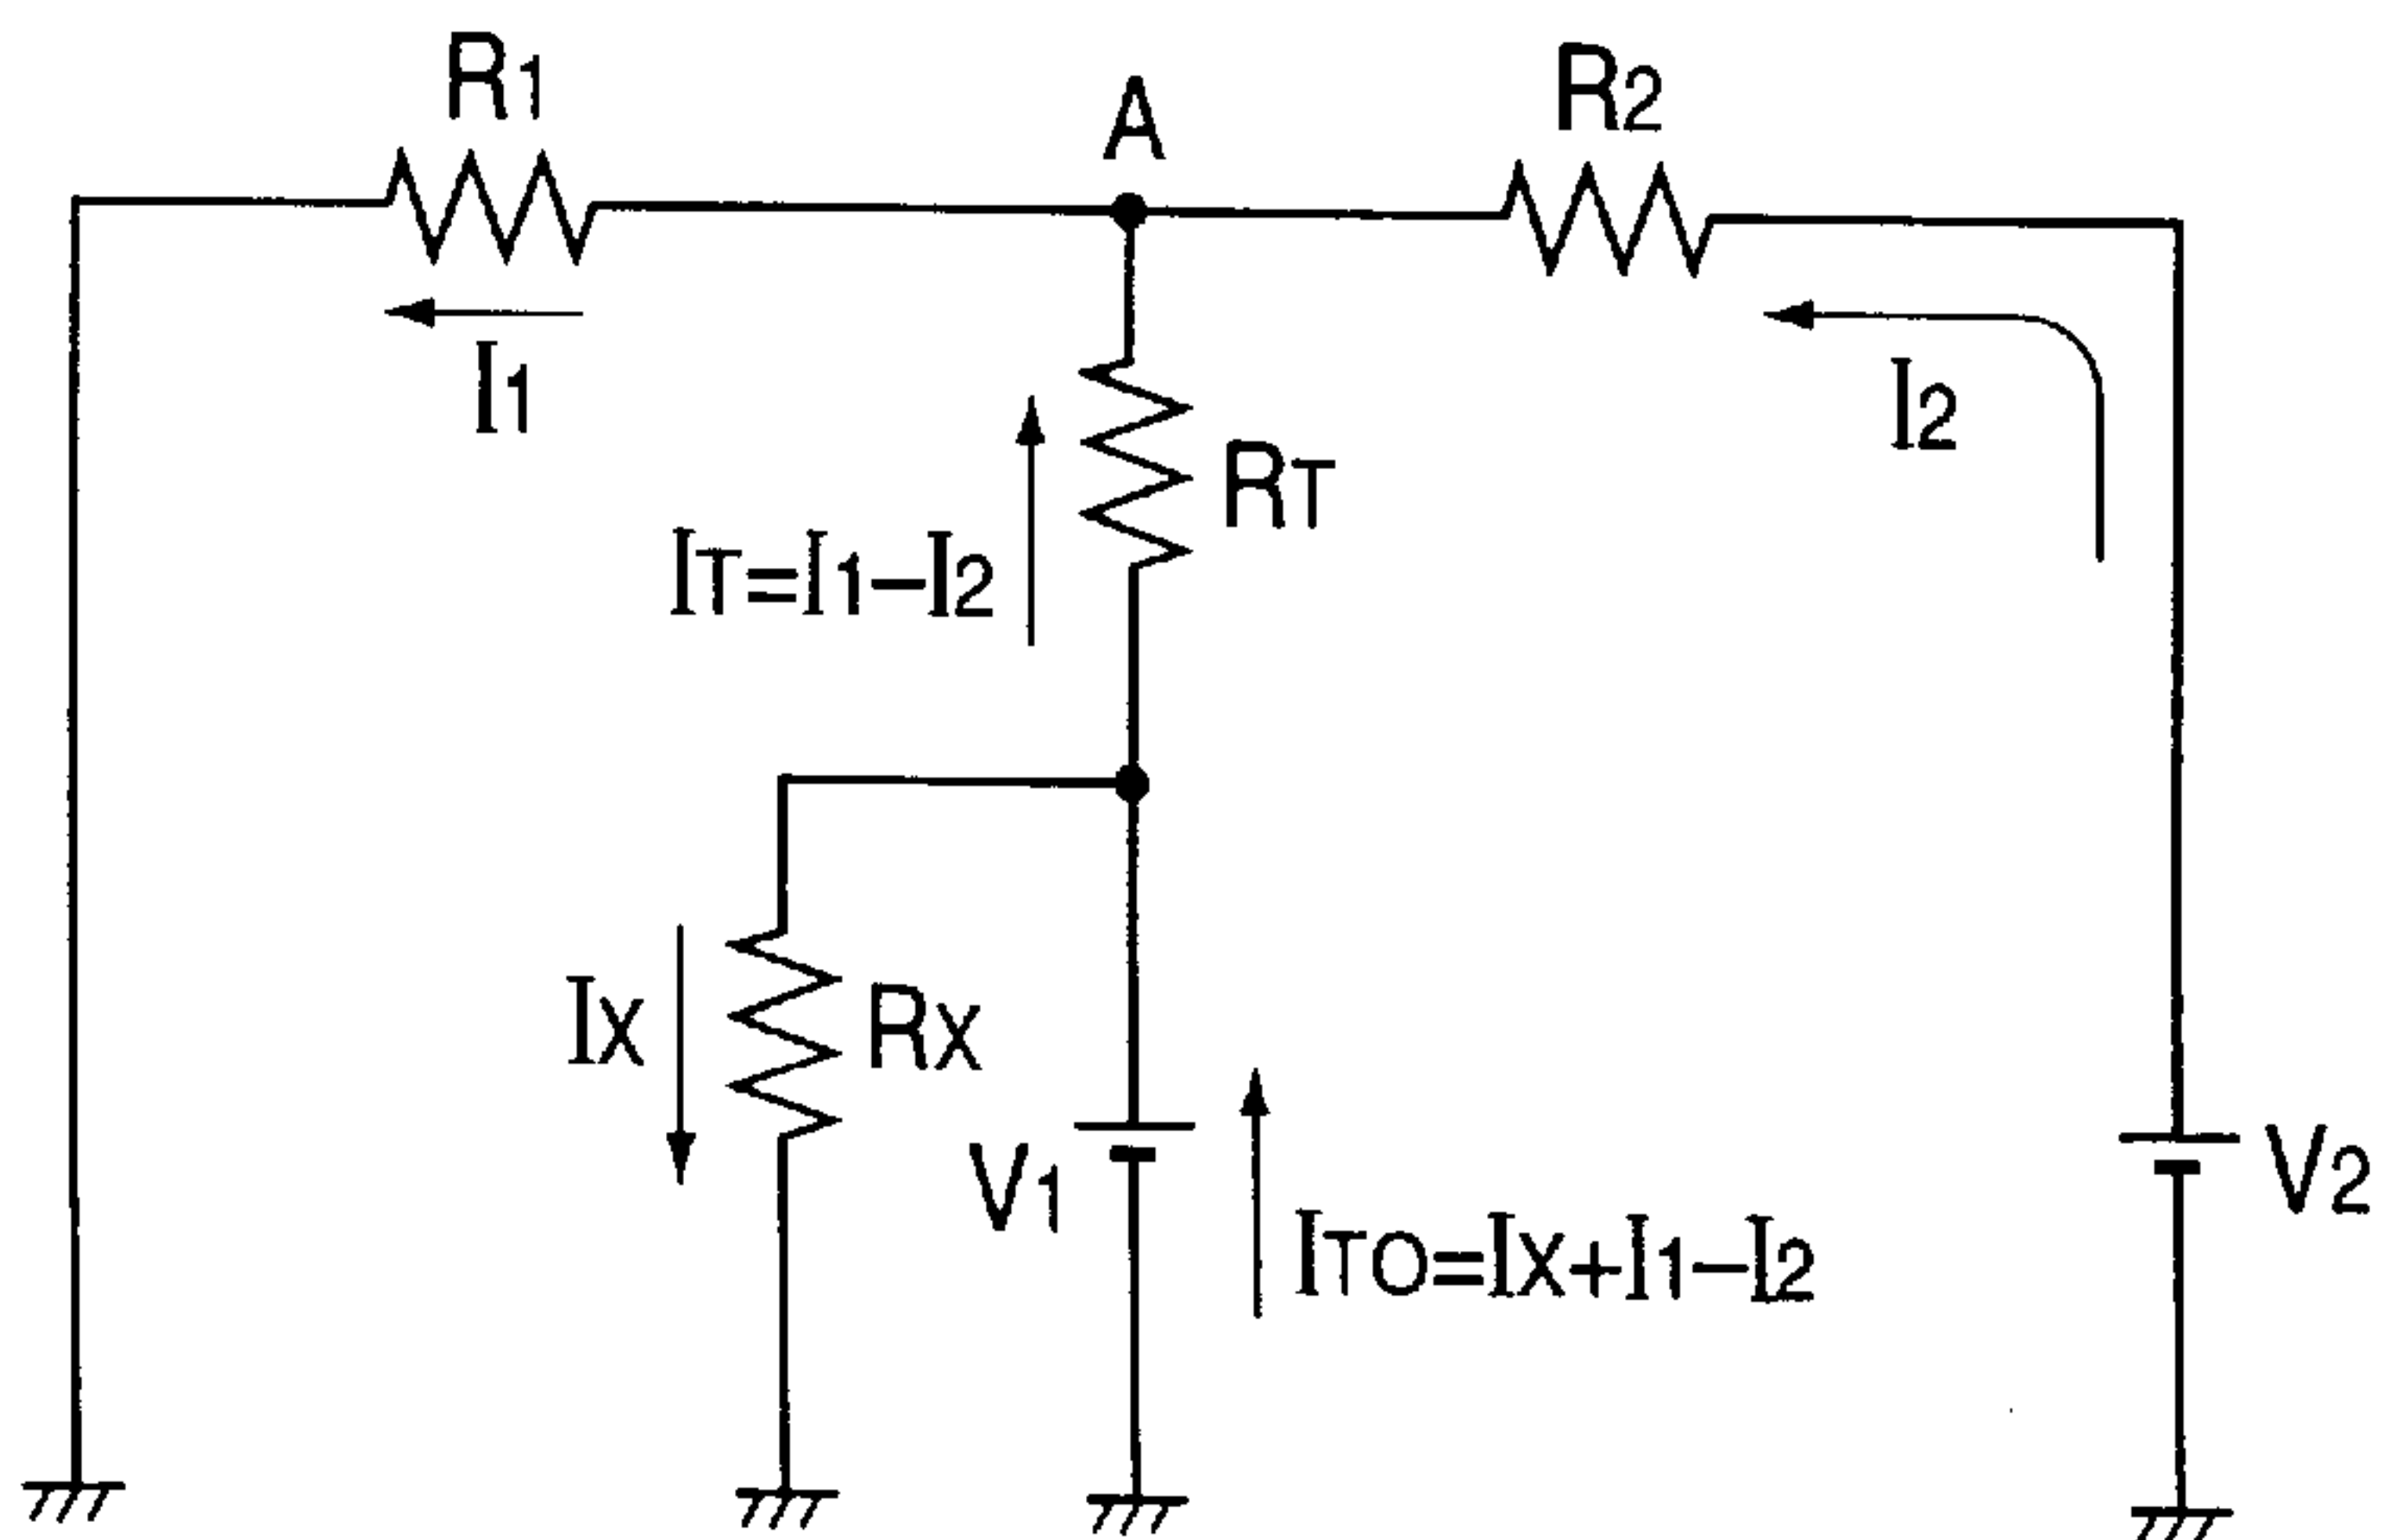 R1
A
R2
I1
I2
RT
IT=I1-I2
Ix
Rx
V1
V2
ITO=Ix+I1-I2